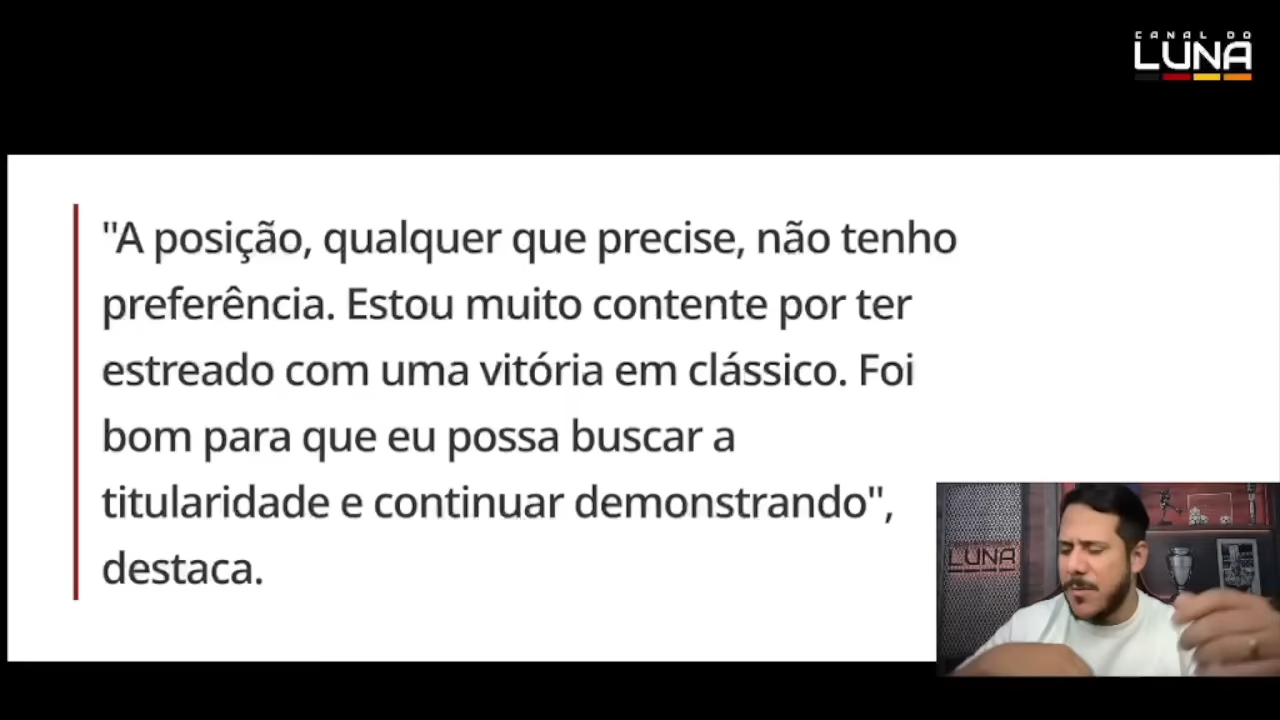 CANAL DO
LUNA
"A posição, qualquer que precise, não tenho
preferência. Estou muito contente por ter
estreado com uma vitória em clássico. Foi
bom para que eu possa buscar a
titularidade e continuar demonstrando",
destaca.
LUNA